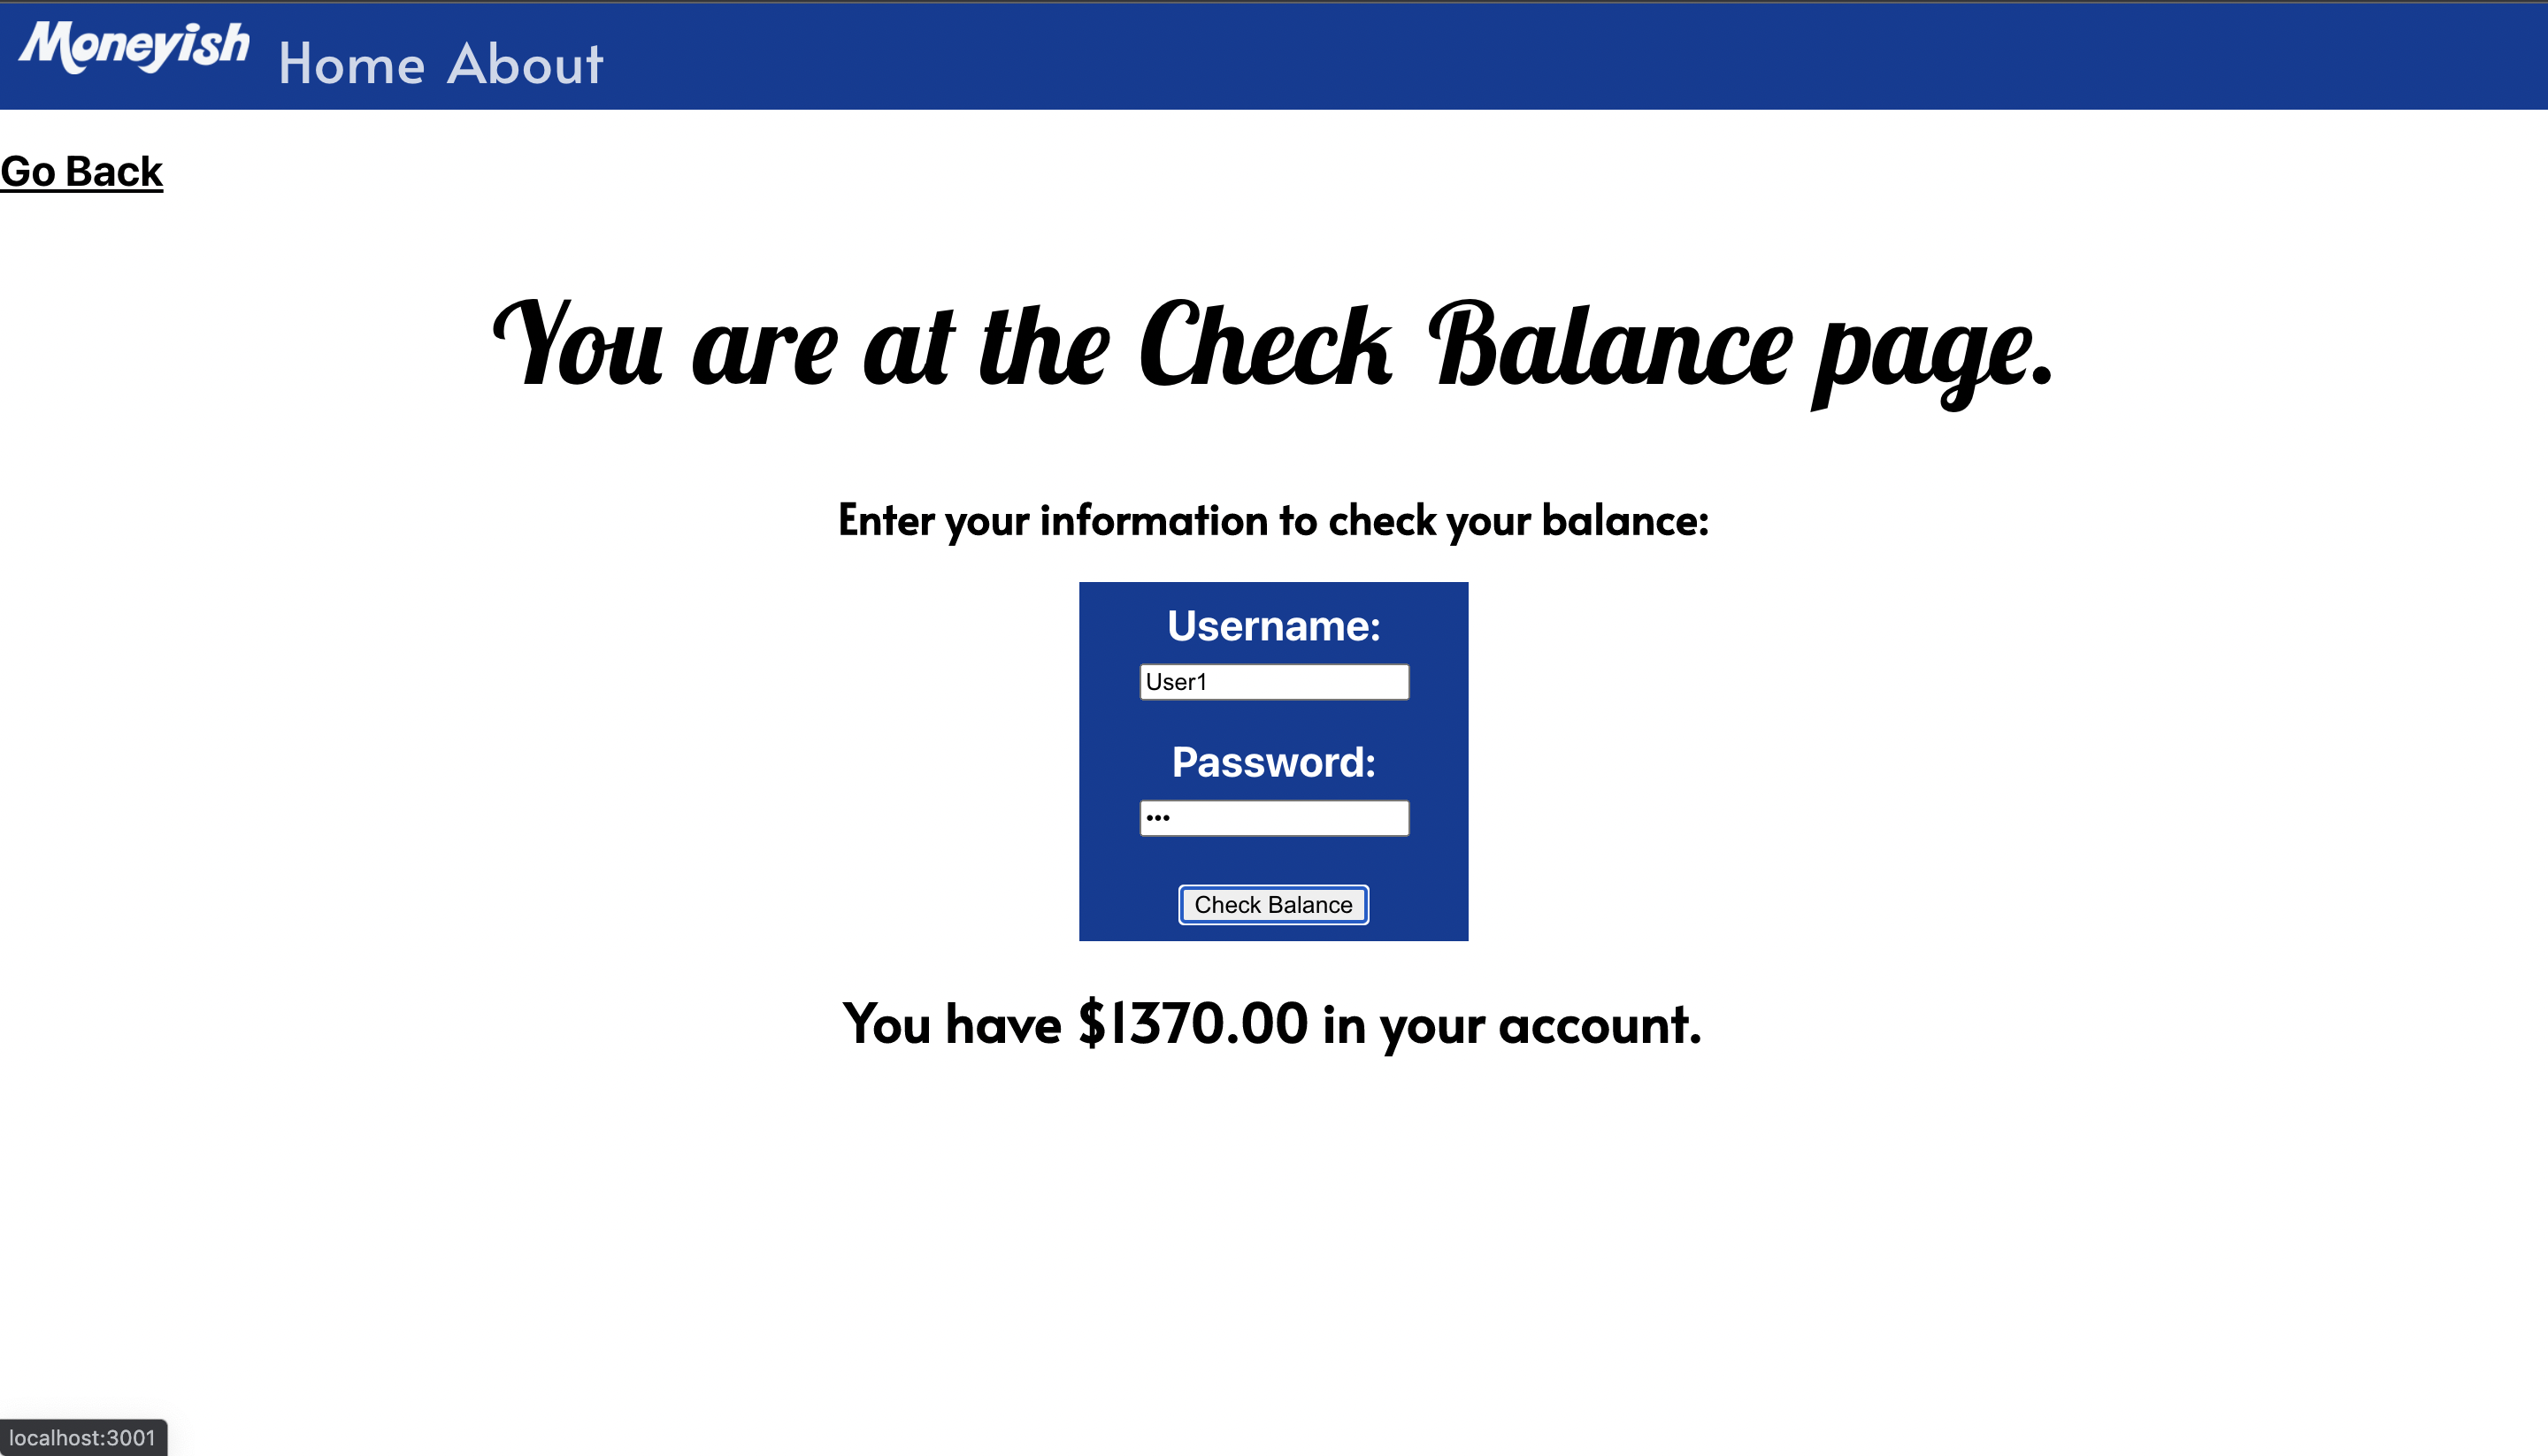 Moneyish Home About
Go Back
You are at the Check Balance page.
Enter your information to check your balance:
Username:
User1
Password:
•••
Check Balance
You have $1370.00 in your account.
localhost:3001